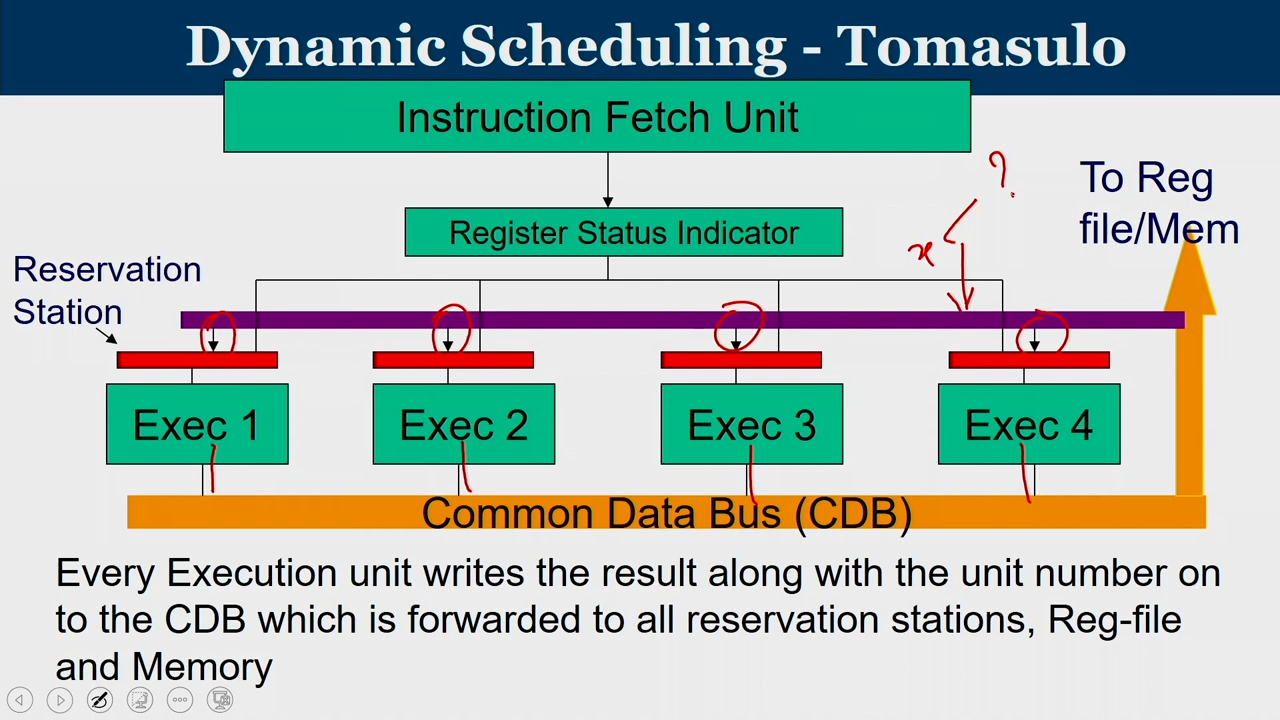 Dynamic Scheduling - Tomasulo
Instruction Fetch Unit
To Reg
file/Mem
?
x
Register Status Indicator
Reservation
Station
Exec 1
Exec 2
Exec 3
Exec 4
Common Data Bus (CDB)
Every Execution unit writes the result along with the unit number on
to the CDB which is forwarded to all reservation stations, Reg-file
and Memory